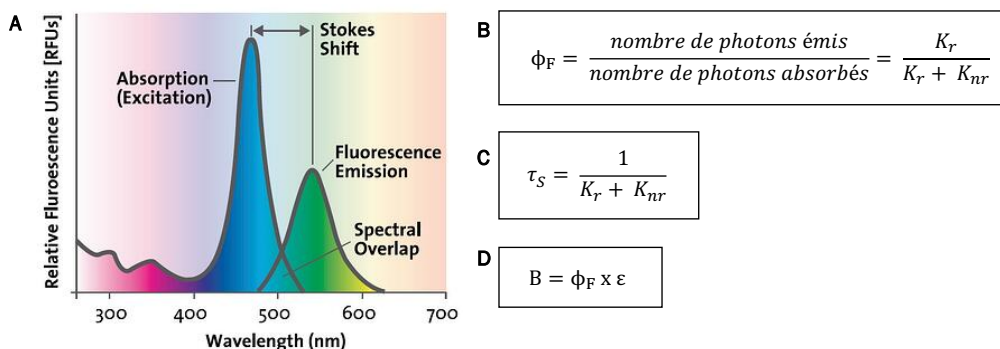 A
Relative Fluroescence Units [RFUs]
Stokes
Shift
Absorption
(Excitation)
Fluorescence
Emission
Spectral
Overlap
300 400 500 600 700
Wavelength (nm)
B
ϕF = nombre de photons émis / nombre de photons absorbés = Kr / Kr + Knr
C
τS = 1 / Kr + Knr
D
B = ϕF x ε